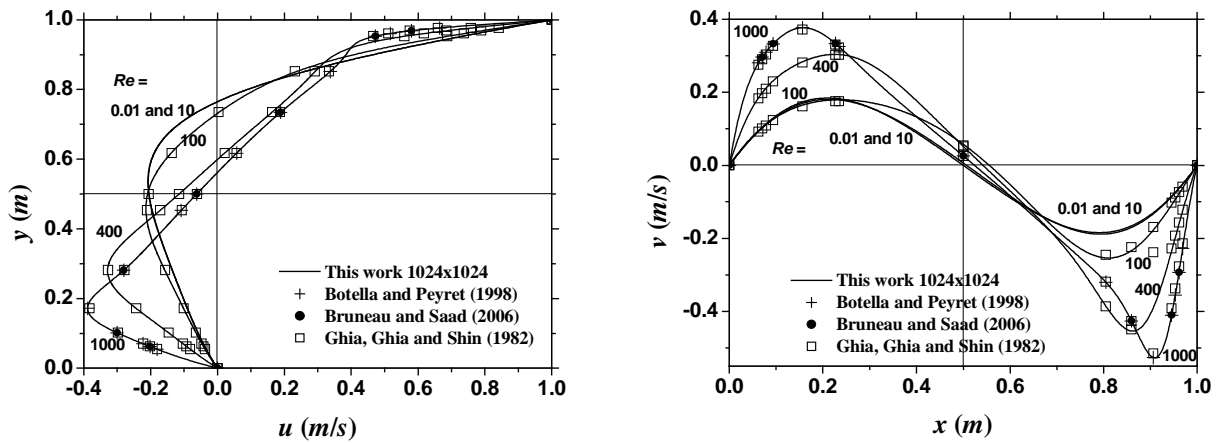 1.0
0.8
0.6
0.4
0.2
0.0
y (m)
Re =
0.01 and 10
100
400
1000
This work 1024x1024
Botella and Peyret (1998)
Bruneau and Saad (2006)
Ghia, Ghia and Shin (1982)
-0.4 -0.2 0.0 0.2 0.4 0.6 0.8 1.0
u (m/s)
0.4
0.2
0.0
-0.2
-0.4
v (m/s)
1000
400
100
Re =
0.01 and 10
0.01 and 10
100
400
1000
This work 1024x1024
Botella and Peyret (1998)
Bruneau and Saad (2006)
Ghia, Ghia and Shin (1982)
0.0 0.2 0.4 0.6 0.8 1.0
x (m)